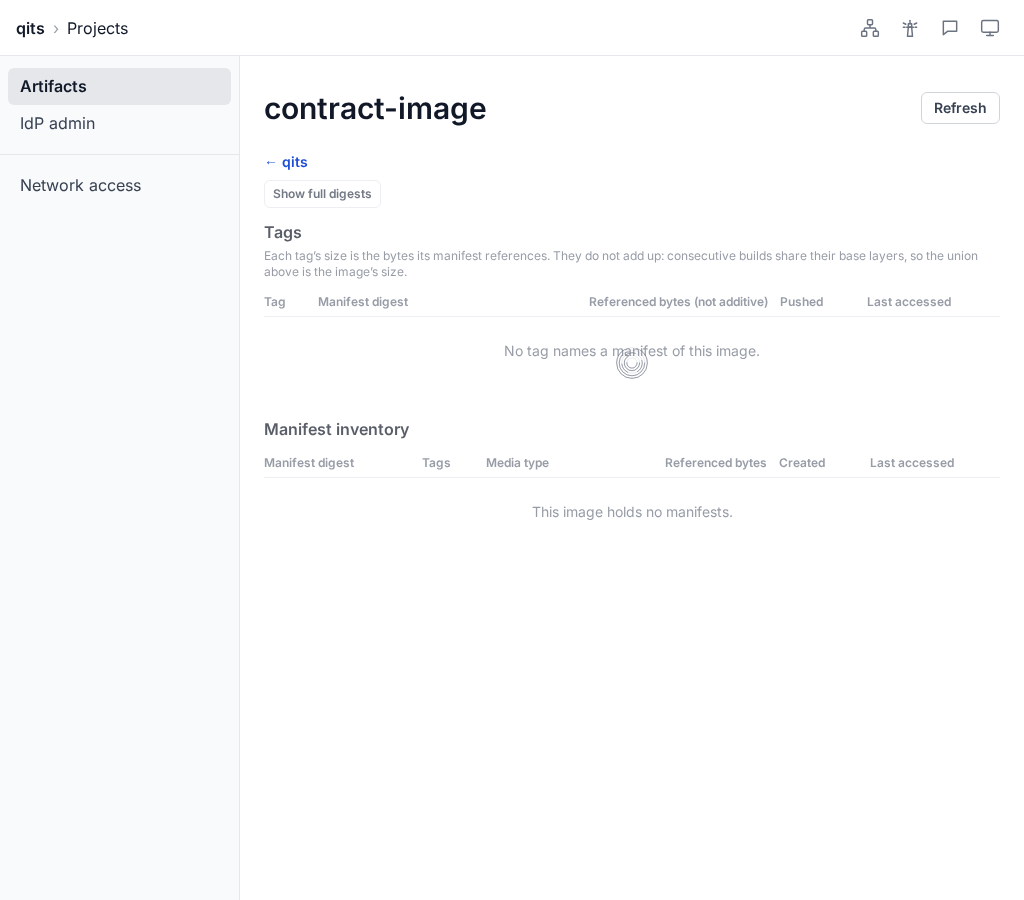 qits › Projects
Artifacts
IdP admin
Network access
contract-image
Refresh
← qits
Show full digests
Tags
Each tag’s size is the bytes its manifest references. They do not add up: consecutive builds share their base layers, so the union
above is the image’s size.
Tag Manifest digest Referenced bytes (not additive) Pushed Last accessed
No tag names a manifest of this image.
Manifest inventory
Manifest digest Tags Media type Referenced bytes Created Last accessed
This image holds no manifests.